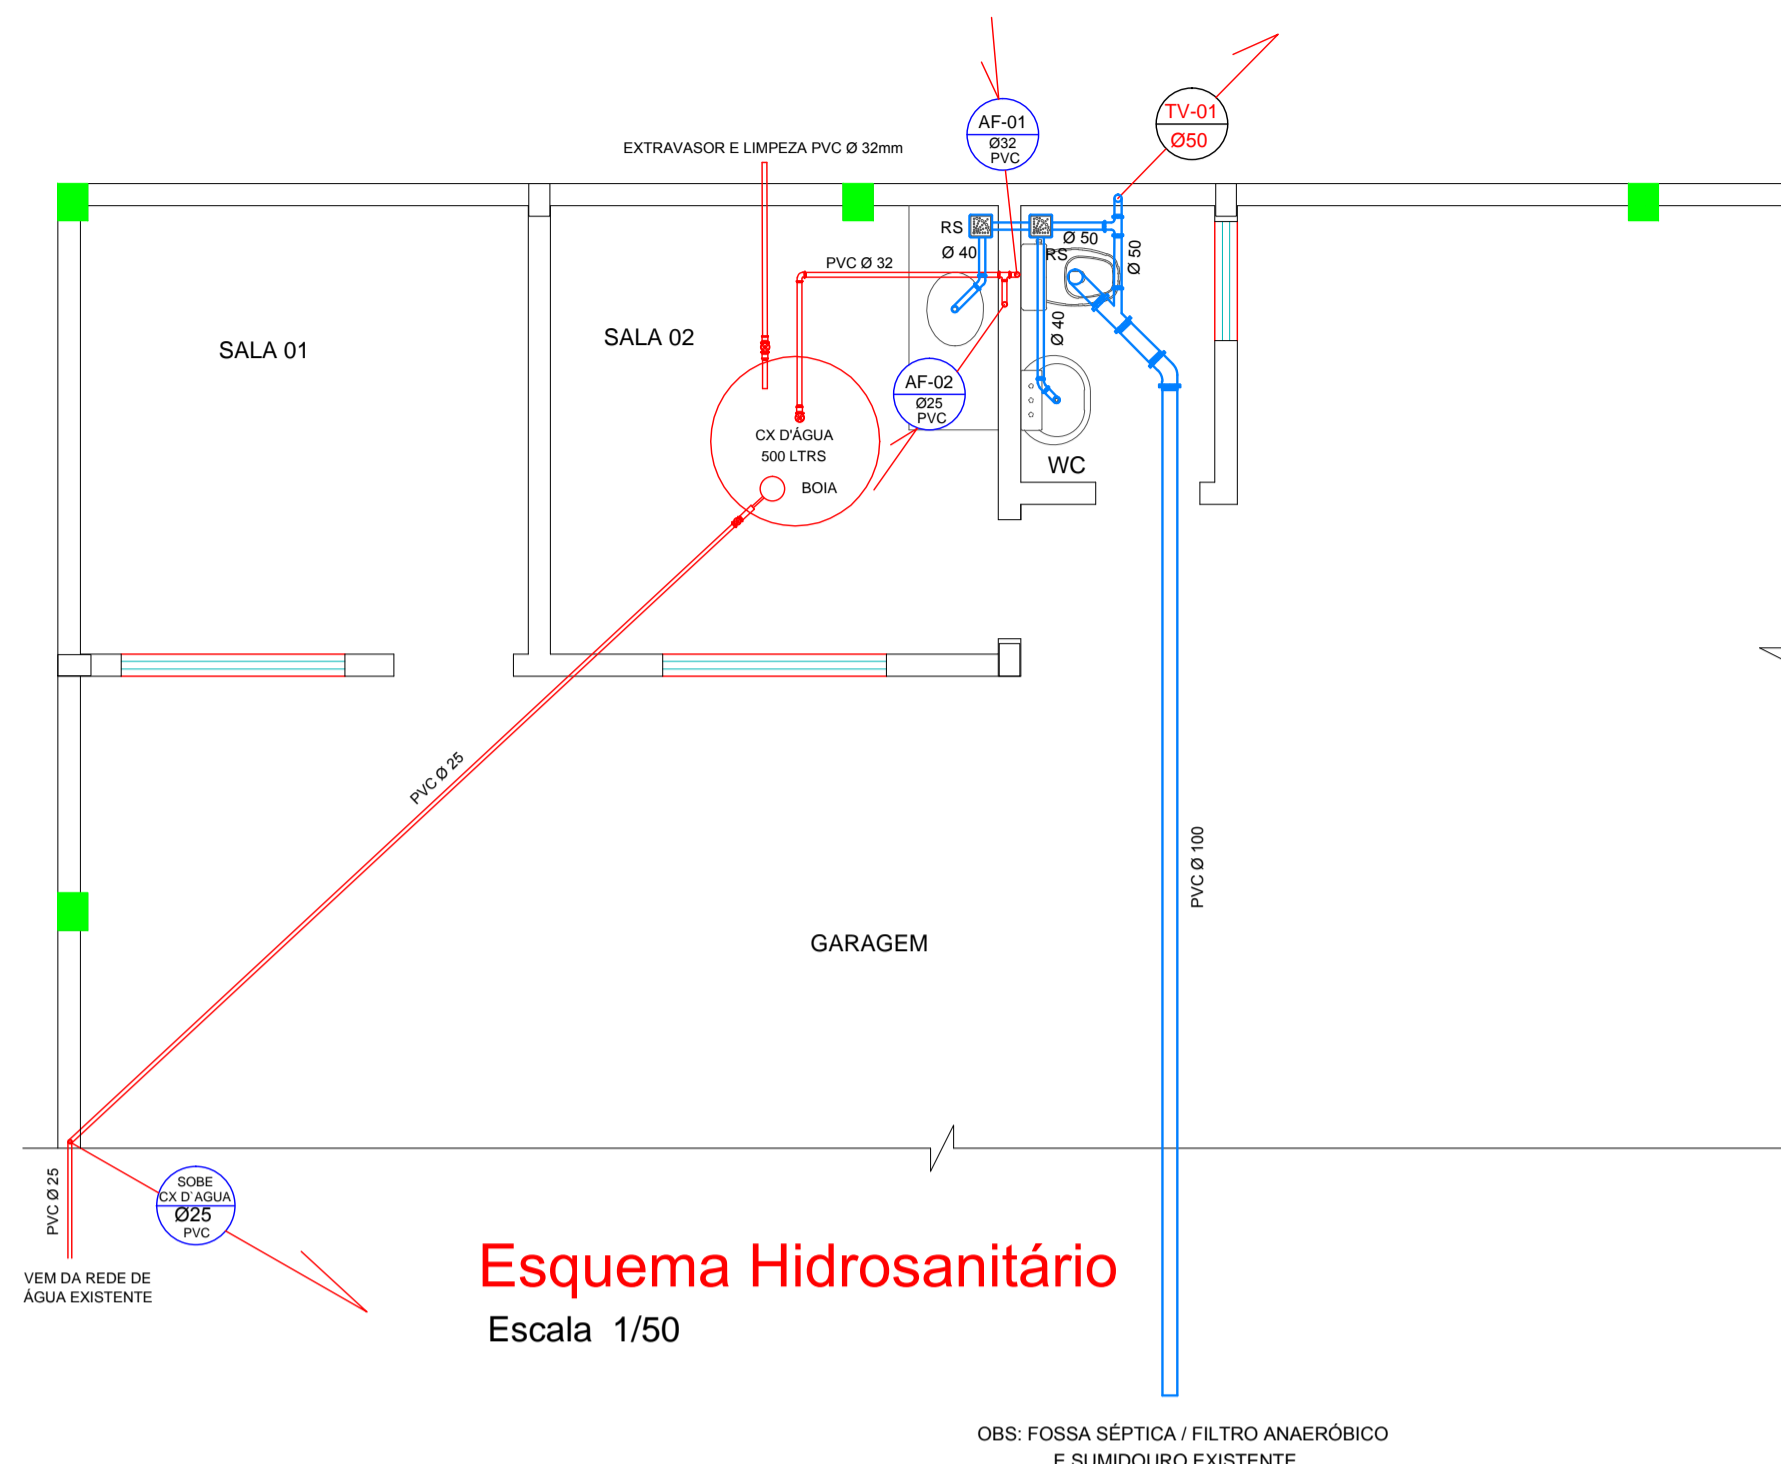 AF-01
Ø32
PVC
TV-01
Ø50
EXTRAVASOR E LIMPEZA PVC Ø 32mm
RS
Ø 40
PVC Ø 32
Ø 50
RS
Ø 50
SALA 01
SALA 02
Ø 40
AF-02
Ø25
PVC
CX D'ÁGUA
500 LTRS
BOIA
WC
PVC Ø 25
PVC Ø 100
GARAGEM
PVC Ø 25
SOBE
CX D`AGUA
Ø25
PVC
VEM DA REDE DE
ÁGUA EXISTENTE
Esquema Hidrosanitário
Escala 1/50
OBS: FOSSA SÉPTICA / FILTRO ANAERÓBICO
E SUMIDOURO EXISTENTE